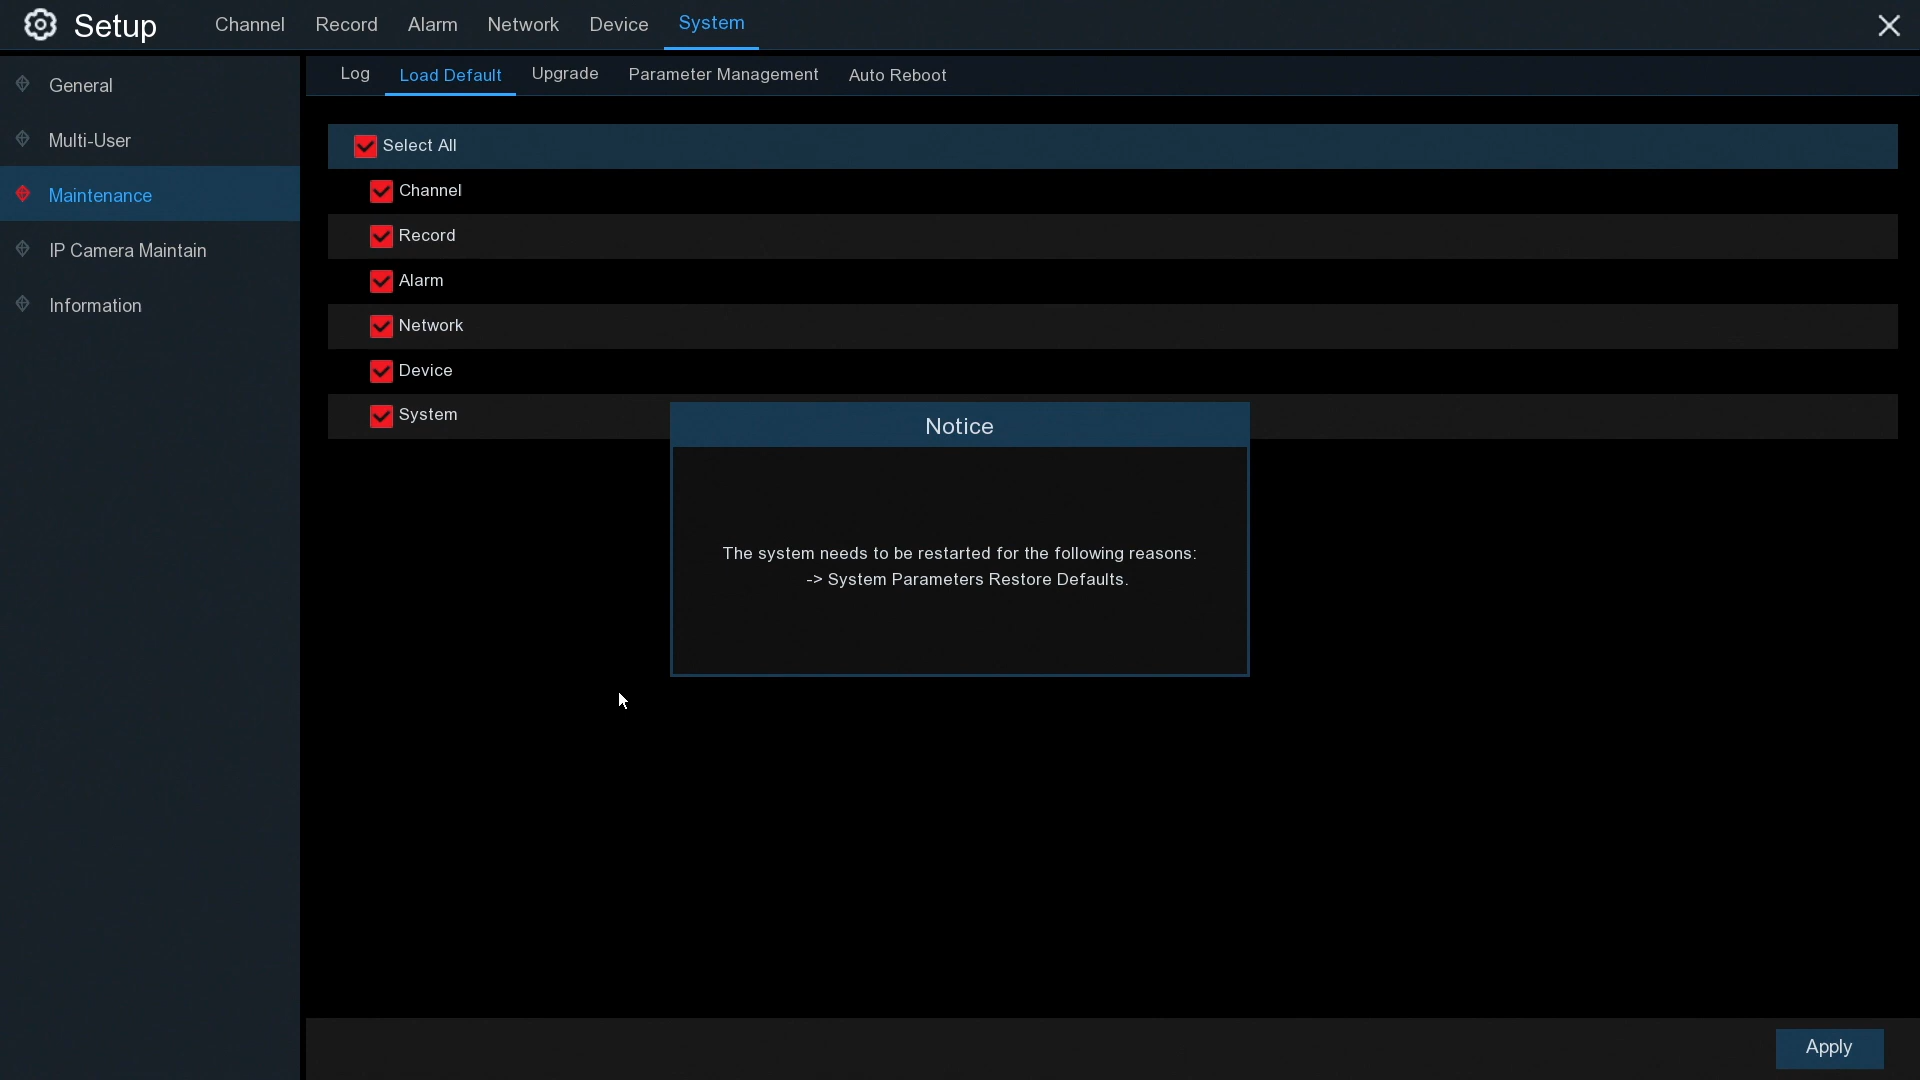 Setup
Channel
Record
Alarm
Network
Device
System
General
Multi-User
Maintenance
IP Camera Maintain
Information
Log
Load Default
Upgrade
Parameter Management
Auto Reboot
Select All
Channel
Record
Alarm
Network
Device
System
Notice
The system needs to be restarted for the following reasons:
-> System Parameters Restore Defaults.
Apply